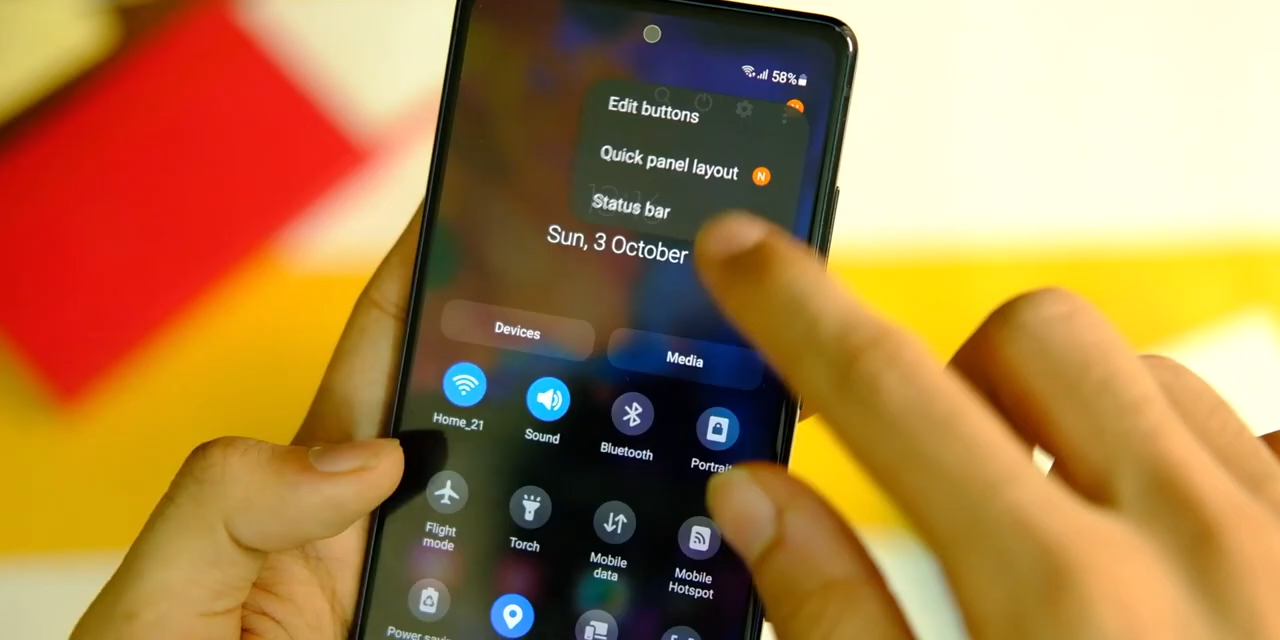 58%
Edit buttons
Quick panel layout
N
Status bar
Sun, 3 October
Devices
Media
Home_21
Sound
Bluetooth
Flight
mode
Torch
Mobile
data
Mobile
Hotspot
Power